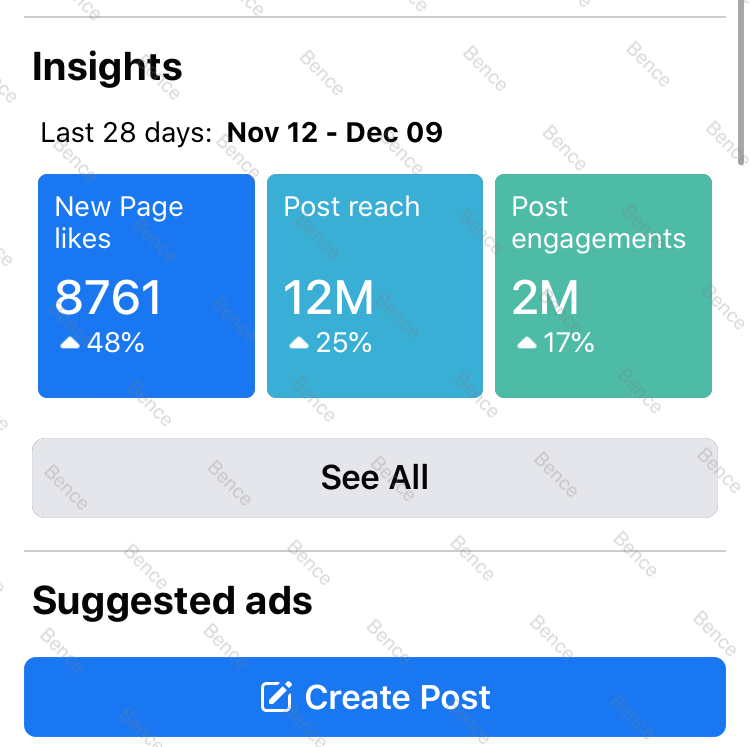 Insights
Last 28 days: Nov 12 - Dec 09
New Page
likes
8761
48%
Post reach
12M
25%
Post
engagements
2M
17%
See All
Suggested ads
Create Post
Bence